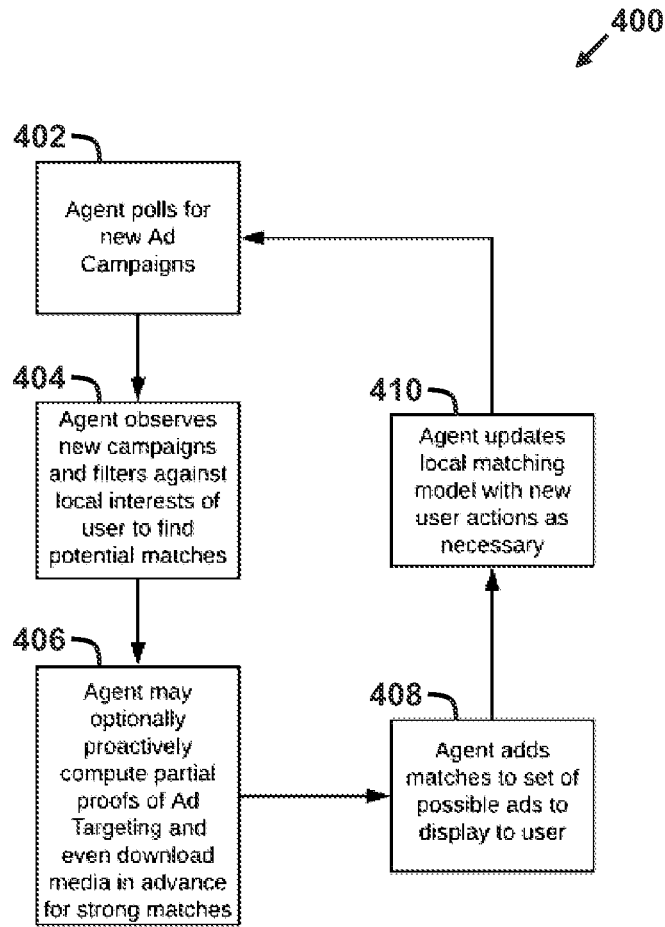 400
402
Agent polls for
new Ad
Campaigns
404
Agent observes
new campaigns
and filters against
local interests of
user to find
potential matches
406
Agent may
optionally
proactively
compute partial
proofs of Ad
Targeting and
even download
media in advance
for strong matches
408
Agent adds
matches to set of
possible ads to
display to user
410
Agent updates
local matching
model with new
user actions as
necessary